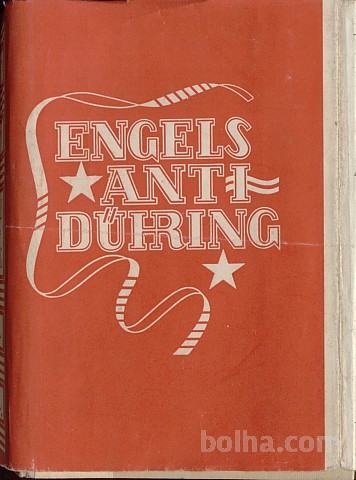 ENGELS
ANTI-
DÜHRING
bolha.com